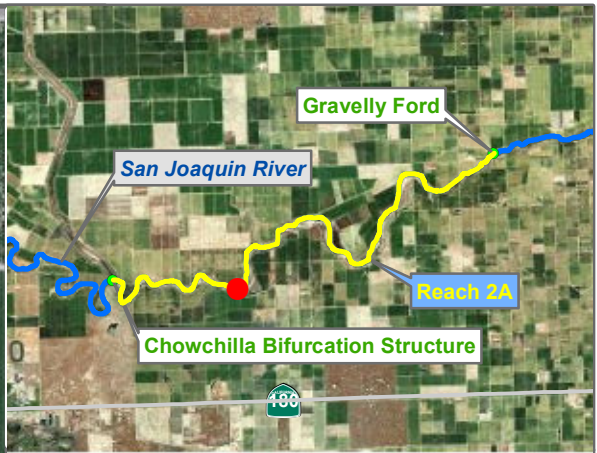 Gravelly Ford
San Joaquin River
Reach 2A
Chowchilla Bifurcation Structure
180